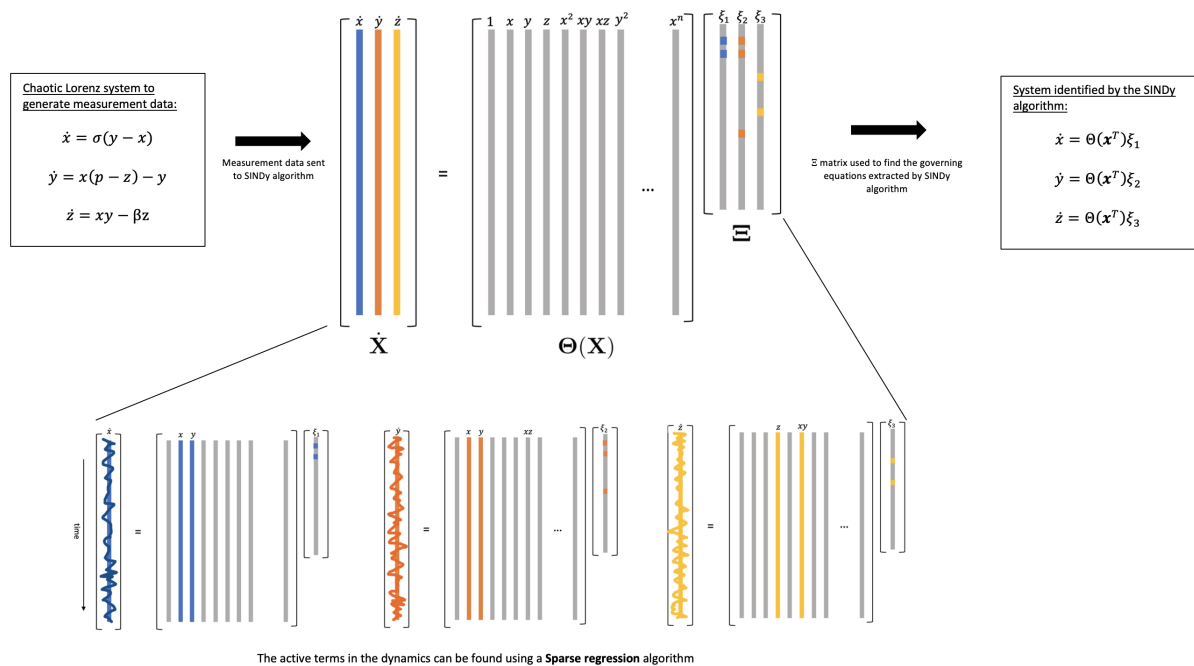 Chaotic Lorenz system to
generate measurement data:
ẋ = σ(y − x)
ẏ = x(p − z) − y
ż = xy − βz
Measurement data sent
to SINDy algorithm
ẋ ẏ ż
Ẋ
=
1 x y z x² xy xz y² xⁿ
...
Θ(X)
ξ₁ ξ₂ ξ₃
Ξ
Ξ matrix used to find the governing
equations extracted by SINDy
algorithm
System identified by the SINDy
algorithm:
ẋ = Θ(𝒙ᵀ)ξ₁
ẏ = Θ(𝒙ᵀ)ξ₂
ż = Θ(𝒙ᵀ)ξ₃
time
ẋ = x y ξ₁
ẏ = x y xz ... ξ₂
ż = z xy ... ξ₃
The active terms in the dynamics can be found using a Sparse regression algorithm